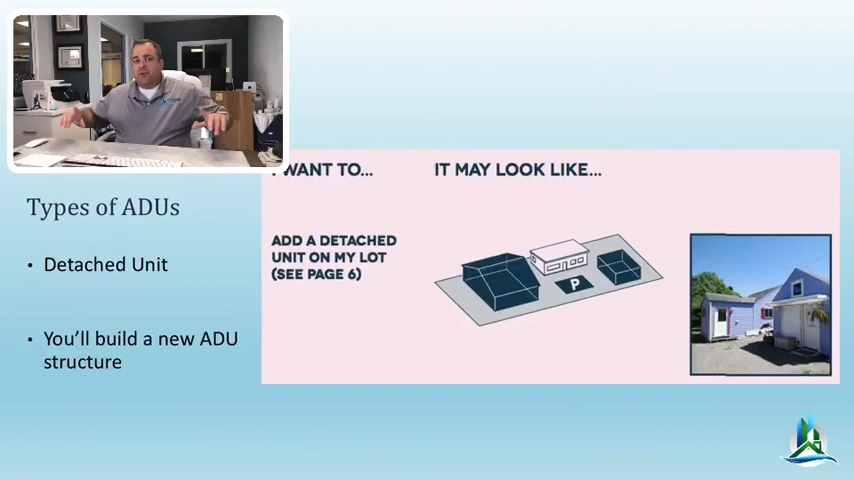 Types of ADUs
• Detached Unit
• You'll build a new ADU
structure
WANT TO...
IT MAY LOOK LIKE...
ADD A DETACHED
UNIT ON MY LOT
(SEE PAGE 6)
P